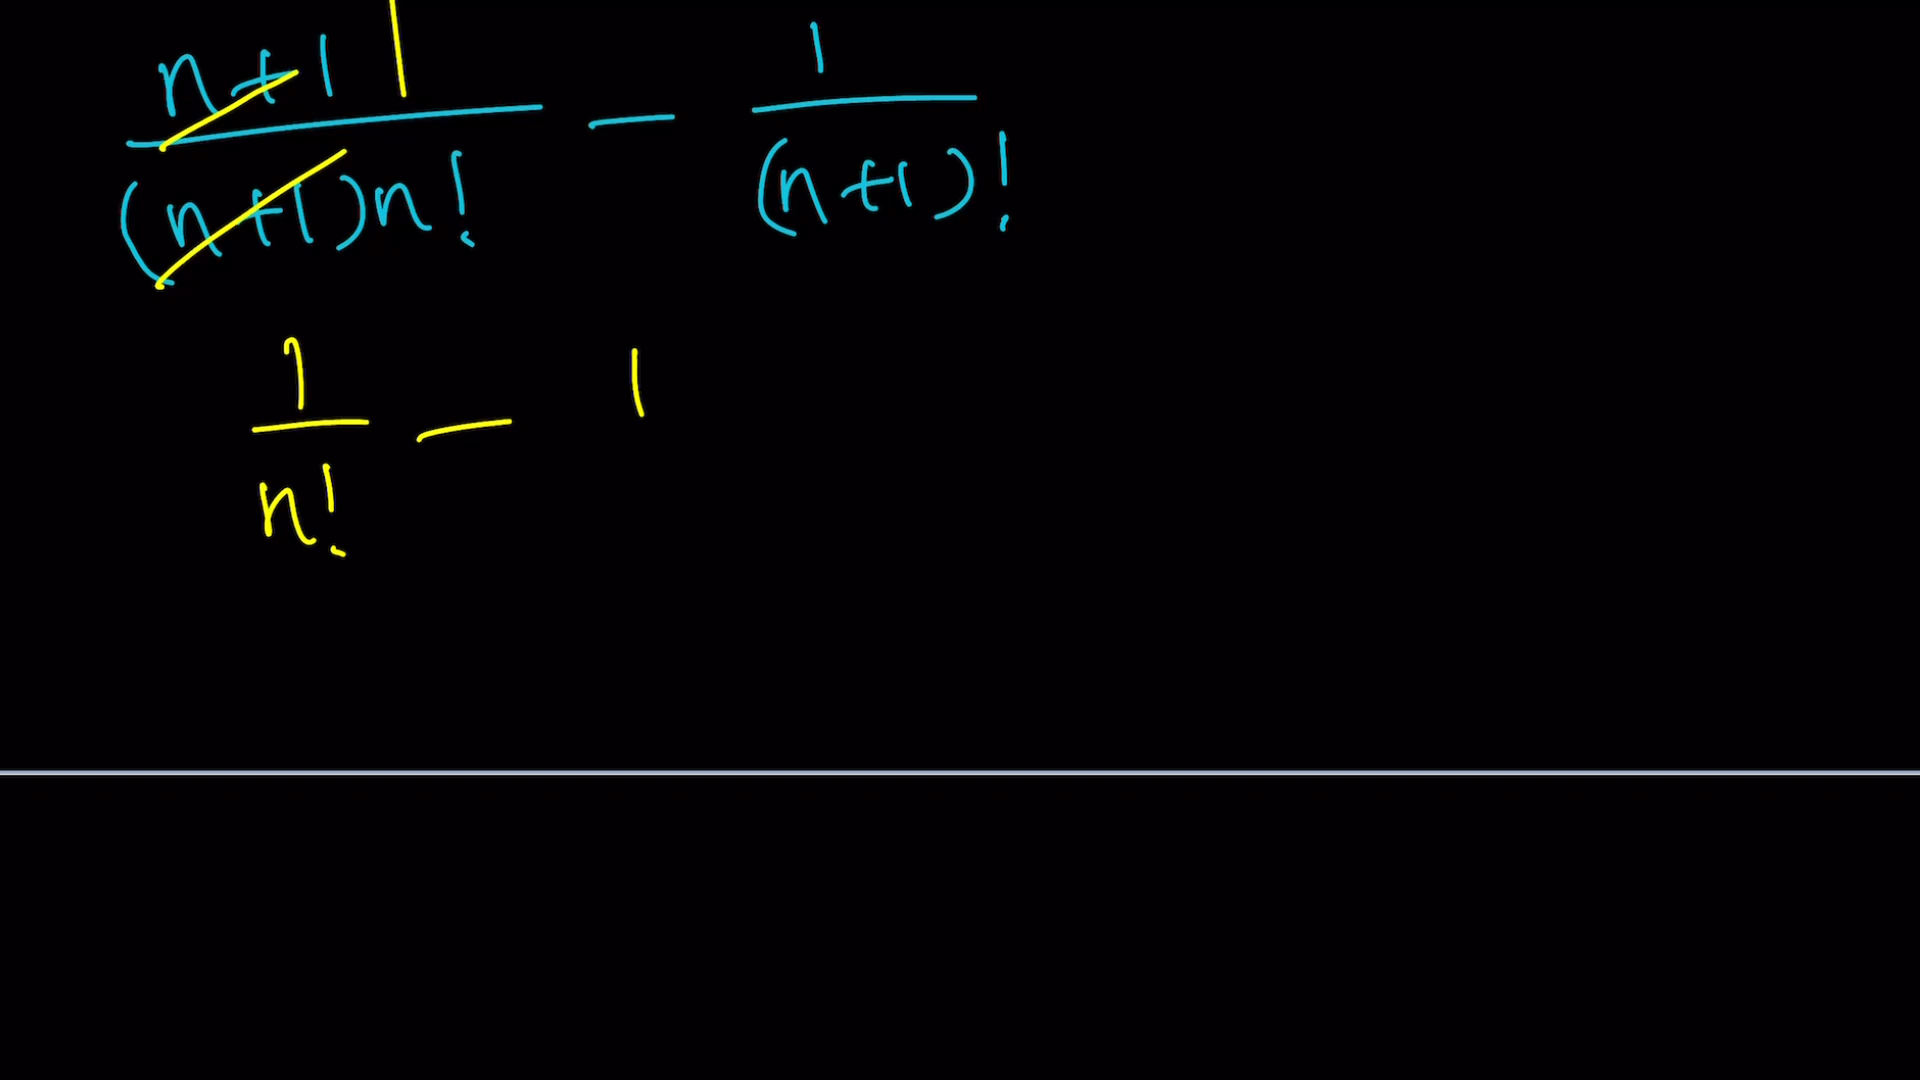 n+1 1 — 1
(n+1)n! (n+1)!
1 — 1
n!